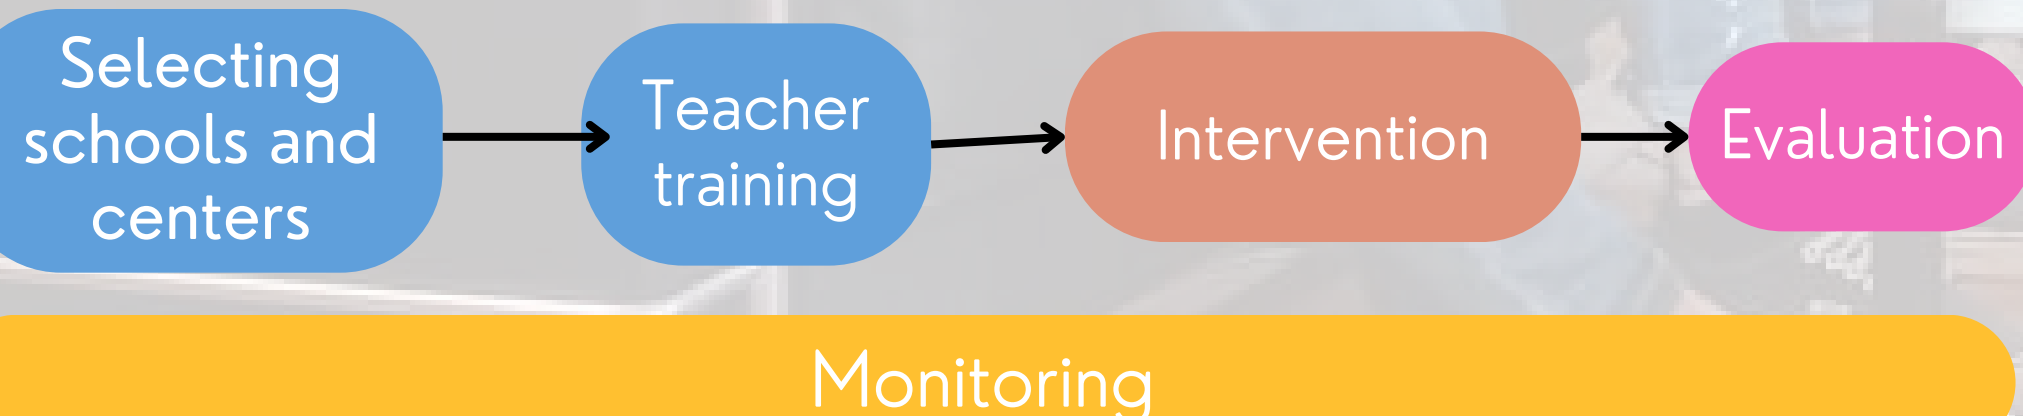 Selecting
schools and
centers
Teacher
training
Intervention
Evaluation
Monitoring